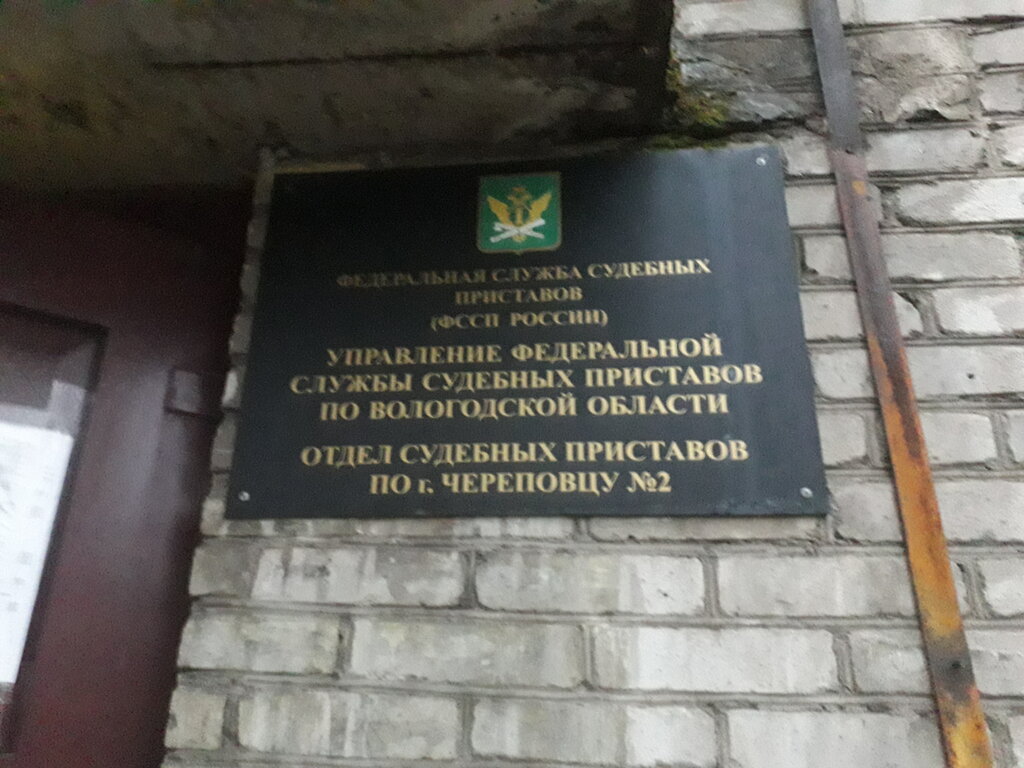 ФЕДЕРАЛЬНАЯ СЛУЖБА СУДЕБНЫХ
ПРИСТАВОВ
(ФССП РОССИИ)
УПРАВЛЕНИЕ ФЕДЕРАЛЬНОЙ
СЛУЖБЫ СУДЕБНЫХ ПРИСТАВОВ
ПО ВОЛОГОДСКОЙ ОБЛАСТИ
ОТДЕЛ СУДЕБНЫХ ПРИСТАВОВ
ПО г. ЧЕРЕПОВЦУ №2